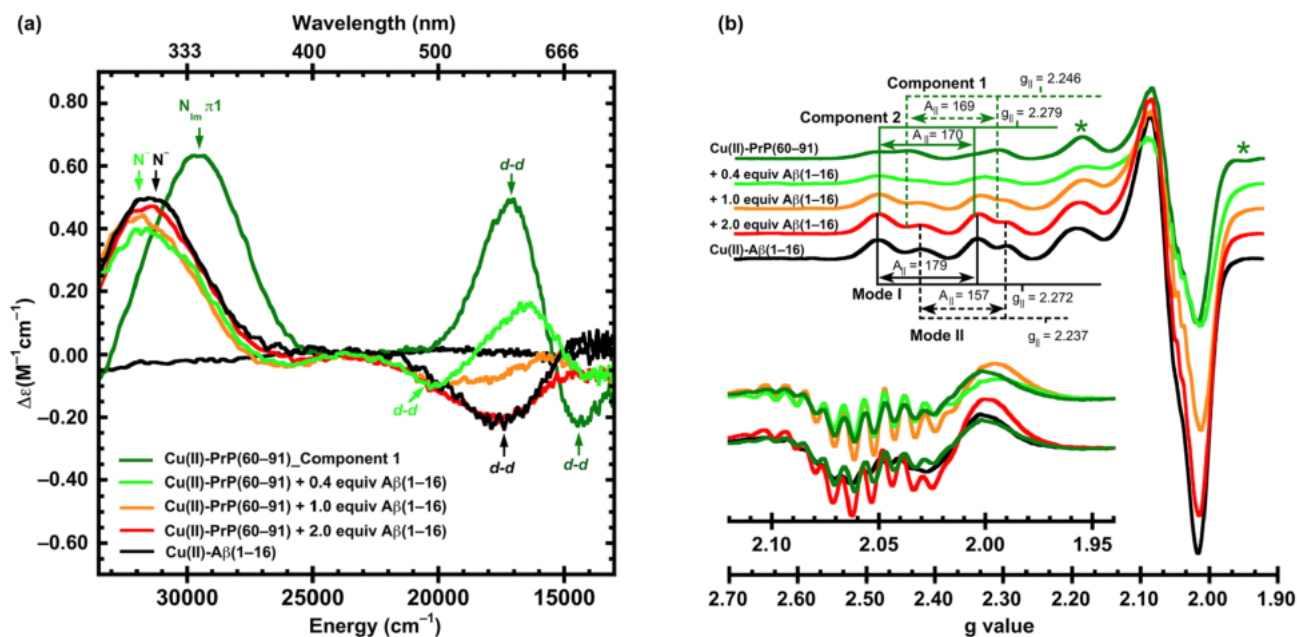 (a)
Wavelength (nm)
333 400 500 666
0.80
0.60
0.40
0.20
0.00
−0.20
−0.40
−0.60
Δε(M⁻¹cm⁻¹)
N_Im π1
N⁻ N⁻
d-d
d-d
d-d
d-d
Cu(II)-PrP(60–91)_Component 1
Cu(II)-PrP(60–91) + 0.4 equiv Aβ(1–16)
Cu(II)-PrP(60–91) + 1.0 equiv Aβ(1–16)
Cu(II)-PrP(60–91) + 2.0 equiv Aβ(1–16)
Cu(II)-Aβ(1–16)
30000 25000 20000 15000
Energy (cm⁻¹)
(b)
Component 1
g|| = 2.246
A|| = 169
Component 2
g|| = 2.279
A|| = 170
* *
Cu(II)-PrP(60–91)
+ 0.4 equiv Aβ(1–16)
+ 1.0 equiv Aβ(1–16)
+ 2.0 equiv Aβ(1–16)
Cu(II)-Aβ(1–16)
A|| = 179
Mode I
A|| = 157
g|| = 2.272
g|| = 2.237
Mode II
2.10 2.05 2.00 1.95
2.70 2.60 2.50 2.40 2.30 2.20 2.10 2.00 1.90
g value